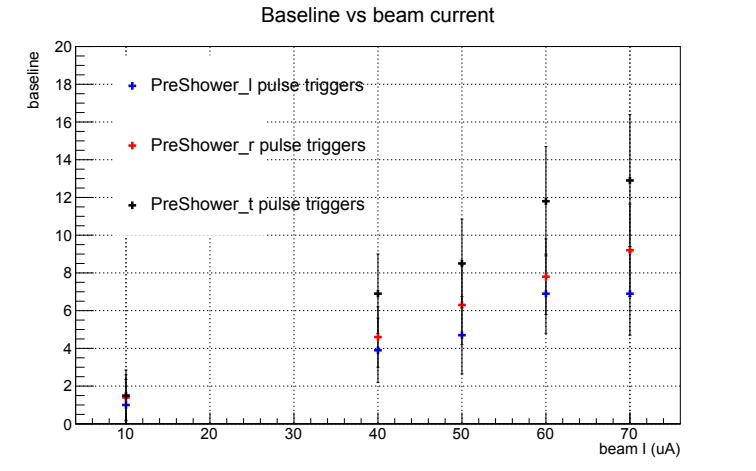 Baseline vs beam current
baseline
20
18
16
14
12
10
8
6
4
2
0
PreShower_l pulse triggers
PreShower_r pulse triggers
PreShower_t pulse triggers
10 20 30 40 50 60 70
beam I (uA)